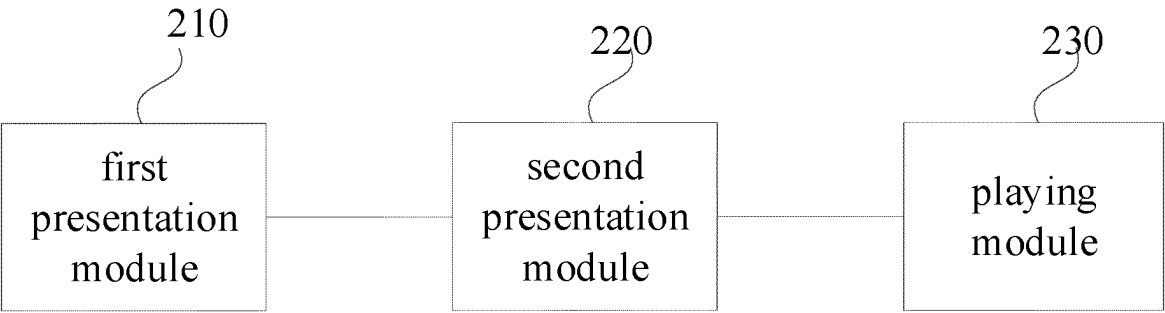 210
220
230
first
presentation
module
second
presentation
module
playing
module